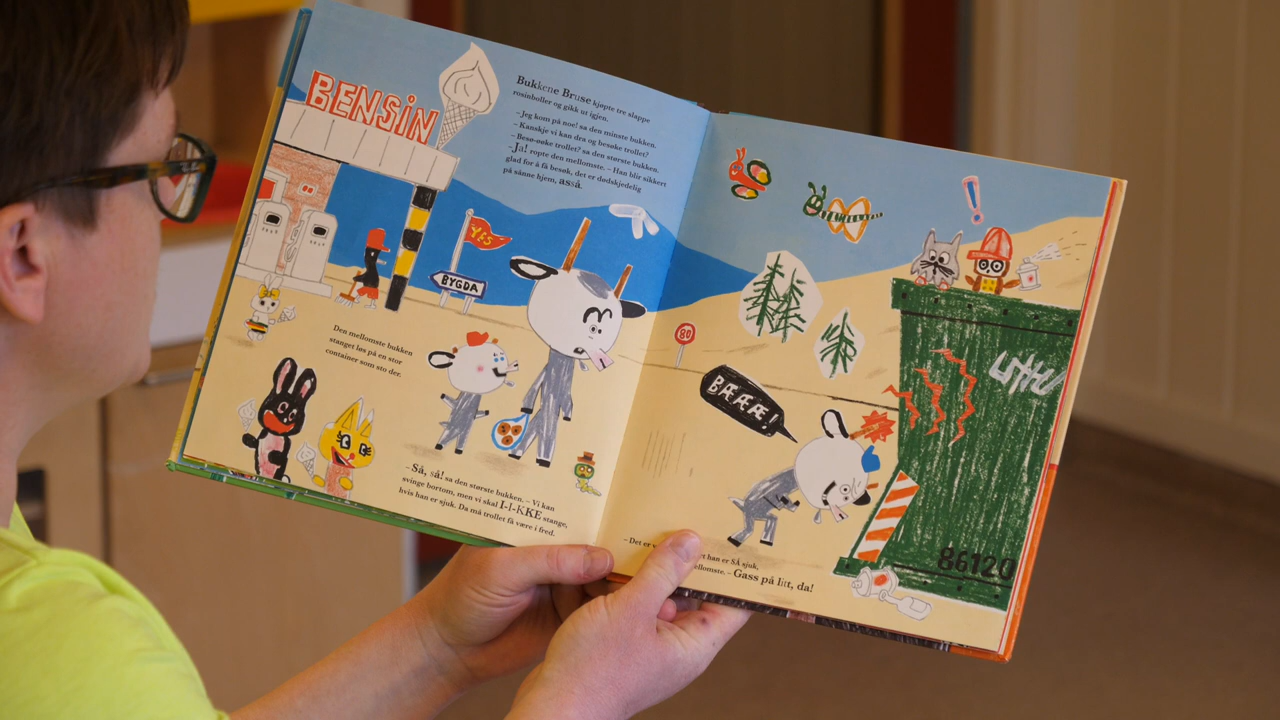 BENSIN
Bukkene Bruse kjøpte tre slappe
rosinboller og gikk ut igjen.
– Jeg kom på noe! sa den minste bukken.
– Kanskje vi kan dra og besøke trollet?
– Besø-øøke trollet? sa den største bukken.
– Ja! ropte den mellomste. – Han blir sikkert
glad for å få besøk, det er dødskjedelig
på sånne hjem, asså.
YES
BYGDA
Den mellomste bukken
stanget løs på en stor
container som sto der.
– Så, så! sa den største bukken. – Vi kan
svinge bortom, men vi skal I-I-KKE stange,
hvis han er sjuk. Da må trollet få være i fred.
!
80
BÆÆÆ!
86120
– Det er
han er SÅ sjuk,
– Gass på litt, da!